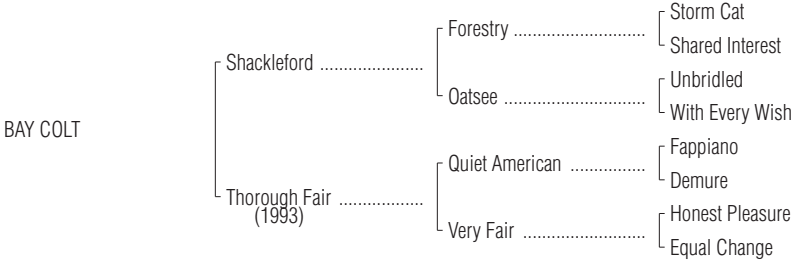 Storm Cat
Forestry ............................
Shared Interest
Shackleford ......................
Unbridled
Oatsee ..............................
With Every Wish
BAY COLT
Fappiano
Quiet American ................
Demure
Thorough Fair ..................
(1993)
Honest Pleasure
Very Fair ..........................
Equal Change